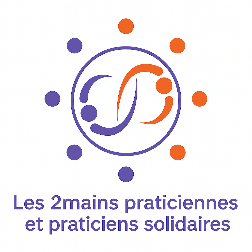 Les 2mains praticiennes
et praticiens solidaires